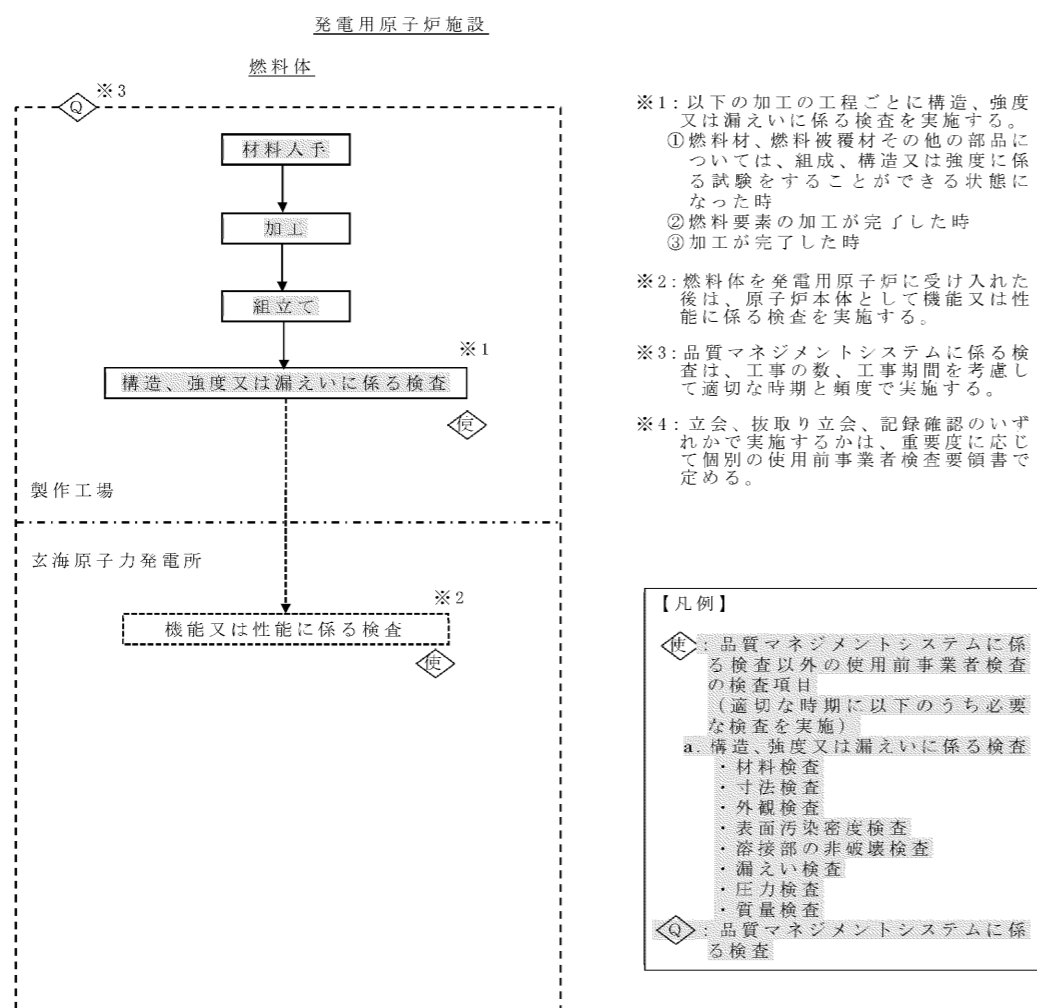 発電用原子炉施設
燃料体
Q
※3
材料入手
加工
組立て
※1
構造、強度又は漏えいに係る検査
使
製作工場
玄海原子力発電所
※2
機能又は性能に係る検査
使
※1:以下の加工の工程ごとに構造、強度
又は漏えいに係る検査を実施する。
①燃料材、燃料被覆材その他の部品に
ついては、組成、構造又は強度に係
る試験をすることができる状態に
なった時
②燃料要素の加工が完了した時
③加工が完了した時
※2:燃料体を発電用原子炉に受け入れた
後は、原子炉本体として機能又は性
能に係る検査を実施する。
※3:品質マネジメントシステムに係る検
査は、工事の数、工事期間を考慮し
て適切な時期と頻度で実施する。
※4:立会、抜取り立会、記録確認のいず
れかで実施するかは、重要度に応じ
て個別の使用前事業者検査要領書で
定める。
【凡例】
使:品質マネジメントシステムに係
る検査以外の使用前事業者検査
の検査項目
(適切な時期に以下のうち必要
な検査を実施)
a.構造、強度又は漏えいに係る検査
・材料検査
・寸法検査
・外観検査
・表面汚染密度検査
・溶接部の非破壊検査
・漏えい検査
・圧力検査
・質量検査
Q:品質マネジメントシステムに係
る検査